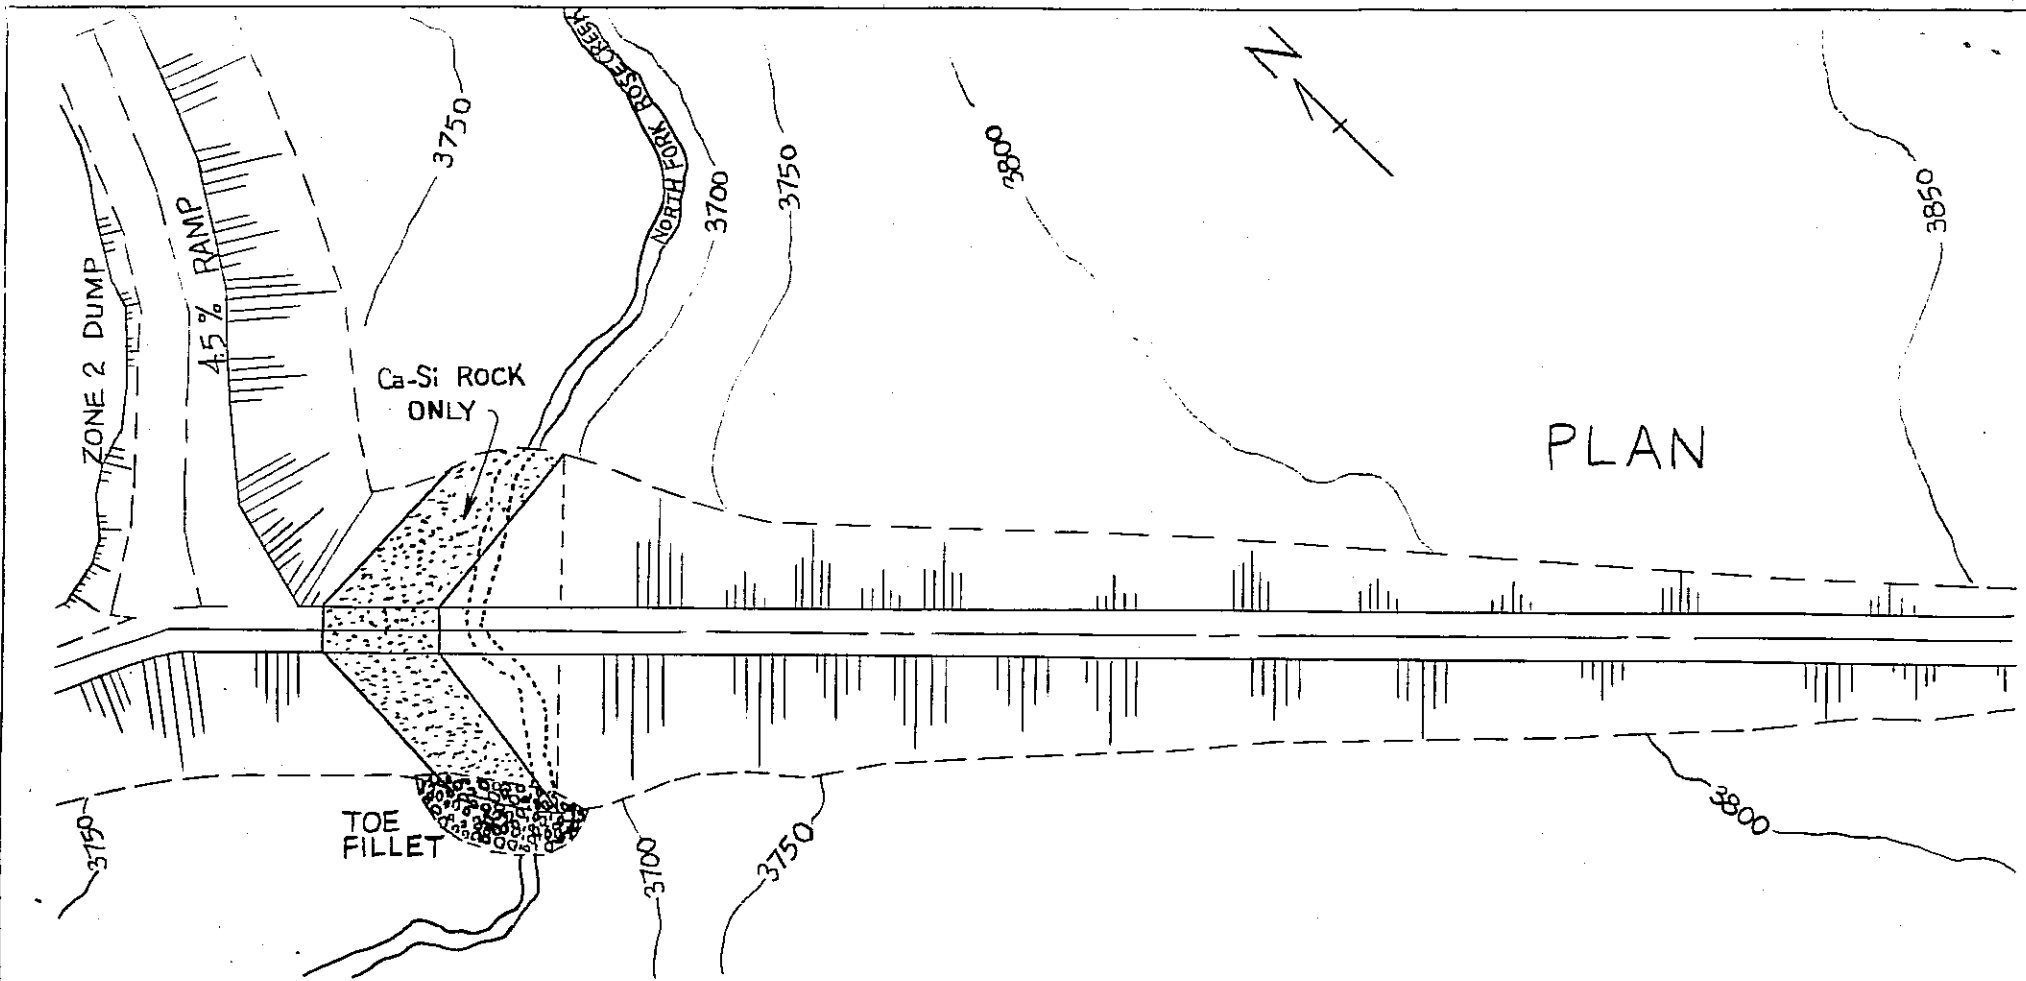 N
NORTH FORK ROSE CREEK
3750
3700
3750
3800
3850
ZONE 2 DUMP
4.5% RAMP
Ca-Si ROCK
ONLY
PLAN
TOE
FILLET
3750
3700
3750
3800